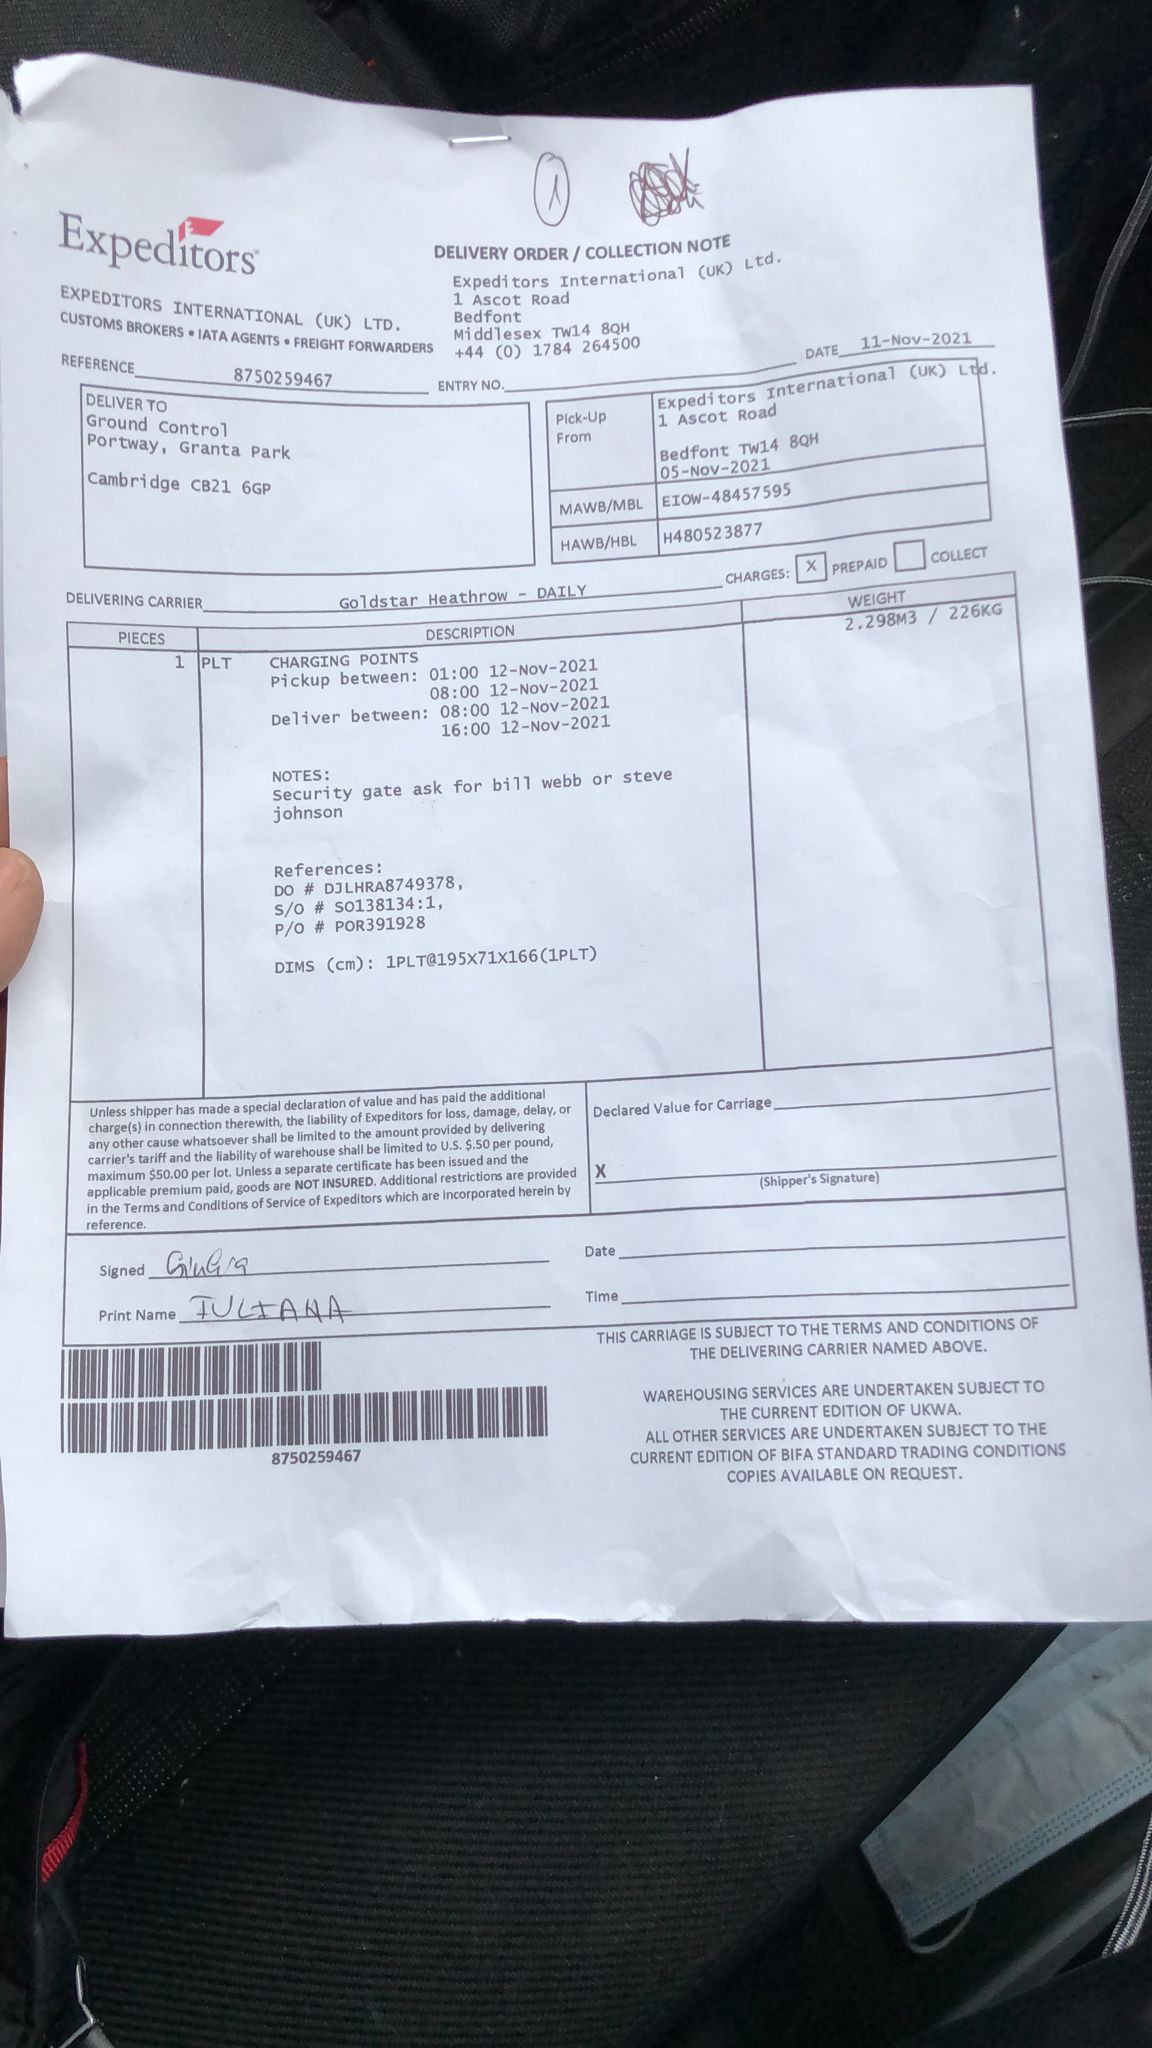 1
Expeditors
EXPEDITORS INTERNATIONAL (UK) LTD.
CUSTOMS BROKERS • IATA AGENTS • FREIGHT FORWARDERS
DELIVERY ORDER / COLLECTION NOTE
Expeditors International (UK) Ltd.
1 Ascot Road
Bedfont
Middlesex TW14 8QH
+44 (0) 1784 264500
REFERENCE 8750259467
ENTRY NO.
DATE 11-Nov-2021
DELIVER TO
Ground Control
Portway, Granta Park
Cambridge CB21 6GP
Pick-Up From
Expeditors International (UK) Ltd.
1 Ascot Road
Bedfont TW14 8QH
05-Nov-2021
MAWB/MBL EIOW-48457595
HAWB/HBL H480523877
DELIVERING CARRIER Goldstar Heathrow - DAILY
CHARGES: X PREPAID COLLECT
PIECES DESCRIPTION WEIGHT
1 PLT CHARGING POINTS 2.298M3 / 226KG
Pickup between: 01:00 12-Nov-2021
08:00 12-Nov-2021
Deliver between: 08:00 12-Nov-2021
16:00 12-Nov-2021
NOTES:
Security gate ask for bill webb or steve
johnson
References:
DO # DJLHRA8749378,
S/O # SO138134:1,
P/O # POR391928
DIMS (cm): 1PLT@195X71X166(1PLT)
Unless shipper has made a special declaration of value and has paid the additional
charge(s) in connection therewith, the liability of Expeditors for loss, damage, delay, or
any other cause whatsoever shall be limited to the amount provided by delivering
carrier's tariff and the liability of warehouse shall be limited to U.S. $.50 per pound,
maximum $50.00 per lot. Unless a separate certificate has been issued and the
applicable premium paid, goods are NOT INSURED. Additional restrictions are provided
in the Terms and Conditions of Service of Expeditors which are incorporated herein by
reference.
Declared Value for Carriage
X
(Shipper's Signature)
Signed
Date
Print Name IULIANA
Time
8750259467
THIS CARRIAGE IS SUBJECT TO THE TERMS AND CONDITIONS OF
THE DELIVERING CARRIER NAMED ABOVE.
WAREHOUSING SERVICES ARE UNDERTAKEN SUBJECT TO
THE CURRENT EDITION OF UKWA.
ALL OTHER SERVICES ARE UNDERTAKEN SUBJECT TO THE
CURRENT EDITION OF BIFA STANDARD TRADING CONDITIONS
COPIES AVAILABLE ON REQUEST.